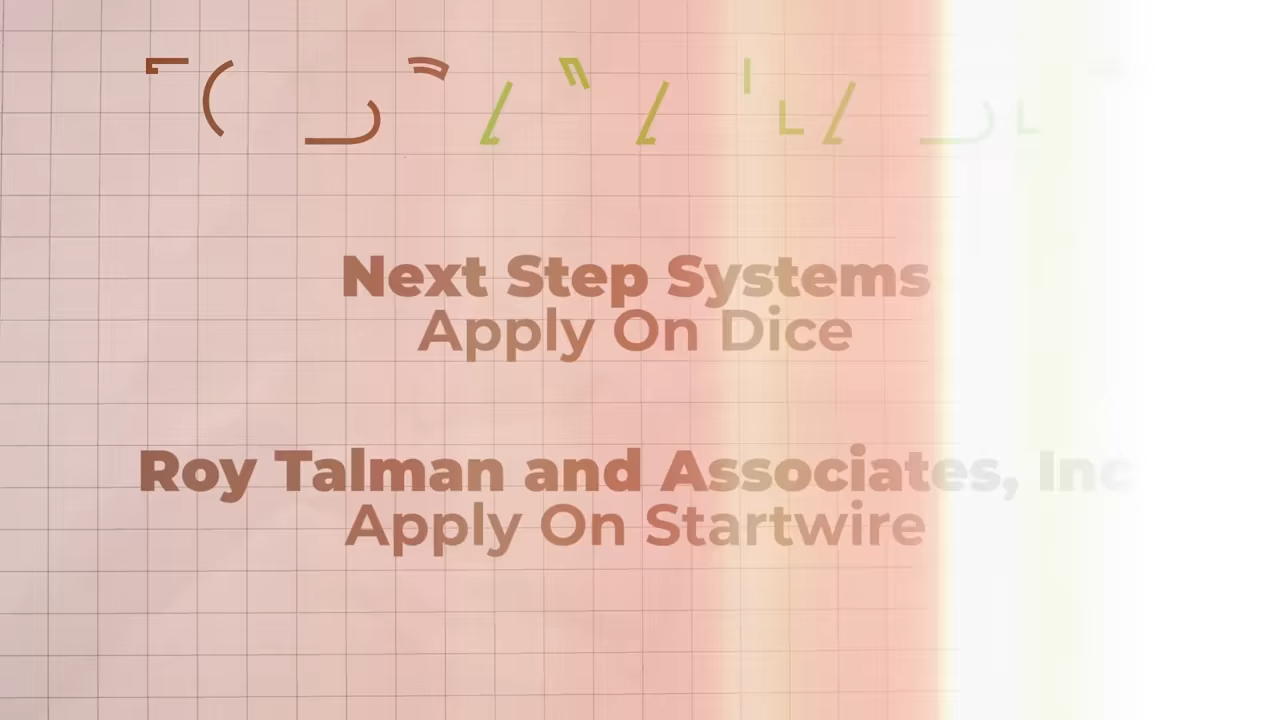 Next Step Systems
Apply On Dice
Roy Talman and Associates, Inc
Apply On Startwire